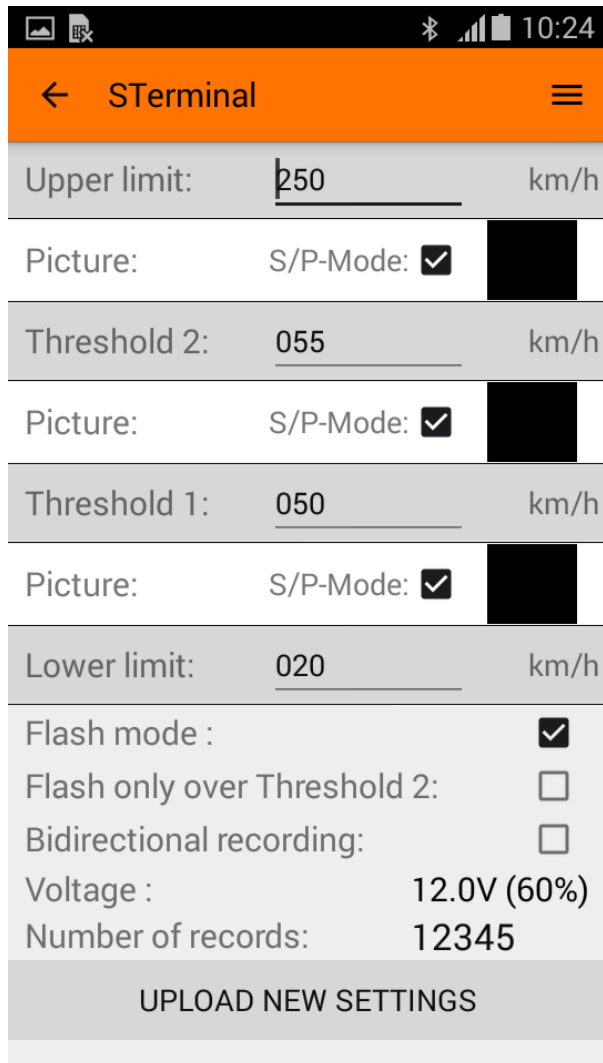 10:24
STerminal
Upper limit: 250 km/h
Picture: S/P-Mode:
Threshold 2: 055 km/h
Picture: S/P-Mode:
Threshold 1: 050 km/h
Picture: S/P-Mode:
Lower limit: 020 km/h
Flash mode :
Flash only over Threshold 2:
Bidirectional recording:
Voltage : 12.0V (60%)
Number of records: 12345
UPLOAD NEW SETTINGS